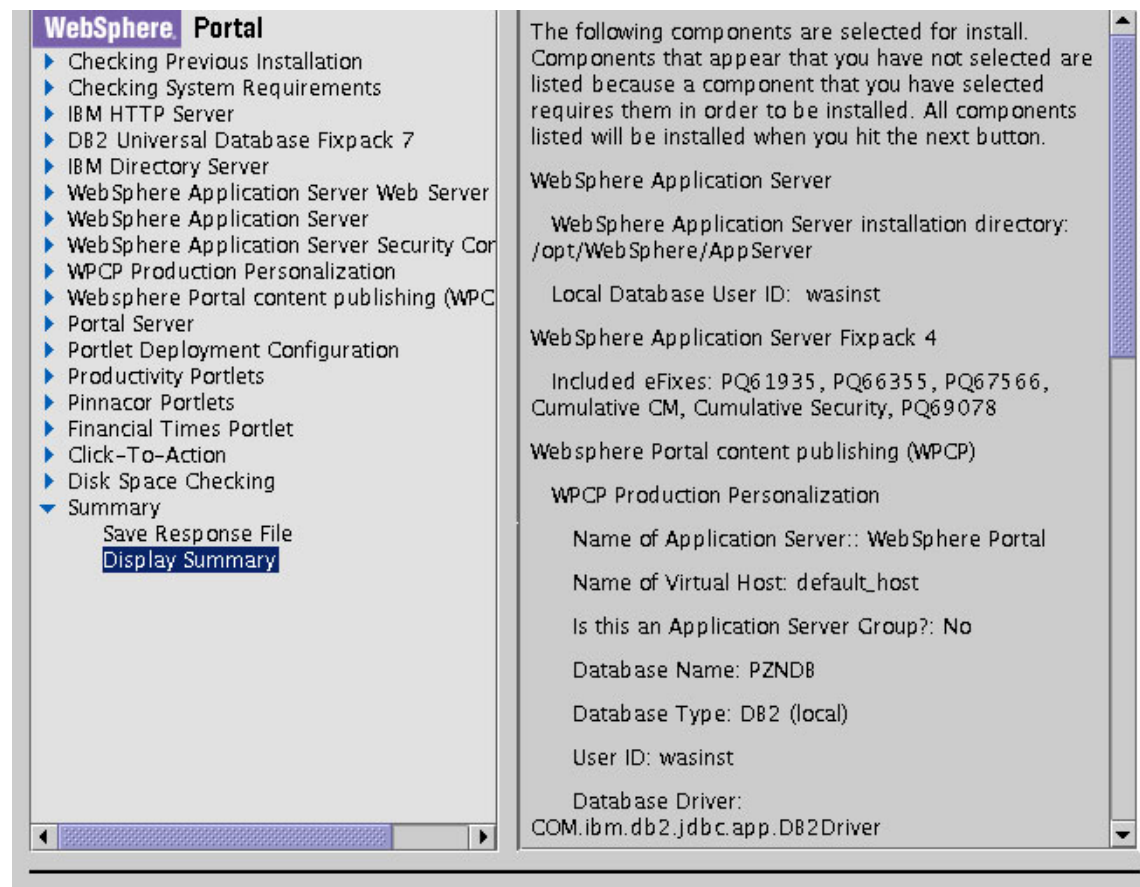 WebSphere Portal
Checking Previous Installation
Checking System Requirements
IBM HTTP Server
DB2 Universal Database Fixpack 7
IBM Directory Server
WebSphere Application Server Web Server
WebSphere Application Server
WebSphere Application Server Security Cor
WPCP Production Personalization
Websphere Portal content publishing (WPC
Portal Server
Portlet Deployment Configuration
Productivity Portlets
Pinnacor Portlets
Financial Times Portlet
Click-To-Action
Disk Space Checking
Summary
Save Response File
Display Summary
The following components are selected for install.
Components that appear that you have not selected are
listed because a component that you have selected
requires them in order to be installed. All components
listed will be installed when you hit the next button.
WebSphere Application Server
WebSphere Application Server installation directory:
/opt/WebSphere/AppServer
Local Database User ID: wasinst
WebSphere Application Server Fixpack 4
Included eFixes: PQ61935, PQ66355, PQ67566,
Cumulative CM, Cumulative Security, PQ69078
Websphere Portal content publishing (WPCP)
WPCP Production Personalization
Name of Application Server:: WebSphere Portal
Name of Virtual Host: default_host
Is this an Application Server Group?: No
Database Name: PZNDB
Database Type: DB2 (local)
User ID: wasinst
Database Driver:
COM.ibm.db2.jdbc.app.DB2Driver